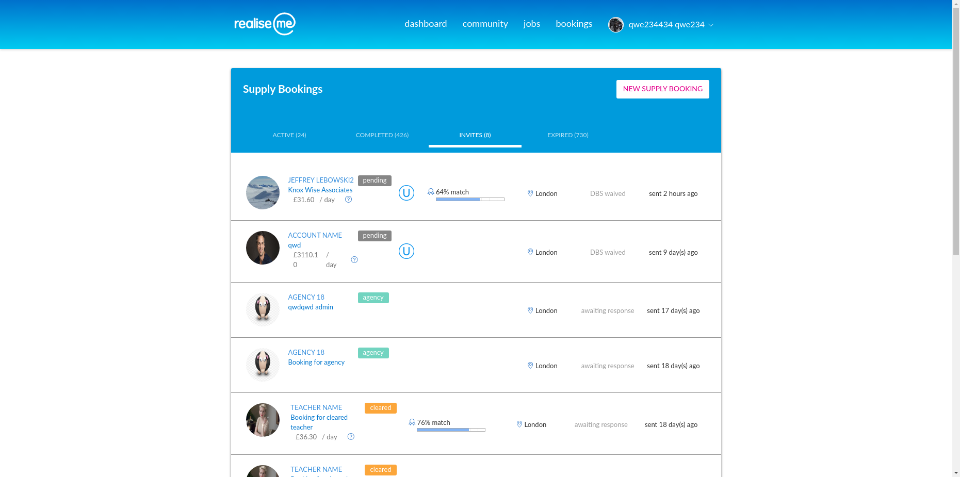 realise me
dashboard community jobs bookings qwe234434 qwe234
Supply Bookings
NEW SUPPLY BOOKING
ACTIVE (24) COMPLETED (426) INVITES (8) EXPIRED (700)
JEFFREY LEBOWSKI2 pending
Knox Wise Associates
£31.60 / day ?
U
64% match
London
DBS waived
sent 2 hours ago
ACCOUNT NAME pending
qwd
£3110.1 /
0 day ?
U
London
DBS waived
sent 9 day(s) ago
AGENCY 18 agency
qwdqwd admin
London
awaiting response
sent 17 day(s) ago
AGENCY 18 agency
Booking for agency
London
awaiting response
sent 18 day(s) ago
TEACHER NAME cleared
Booking for cleared
teacher
£36.30 / day ?
76% match
London
awaiting response
sent 18 day(s) ago
TEACHER NAME cleared